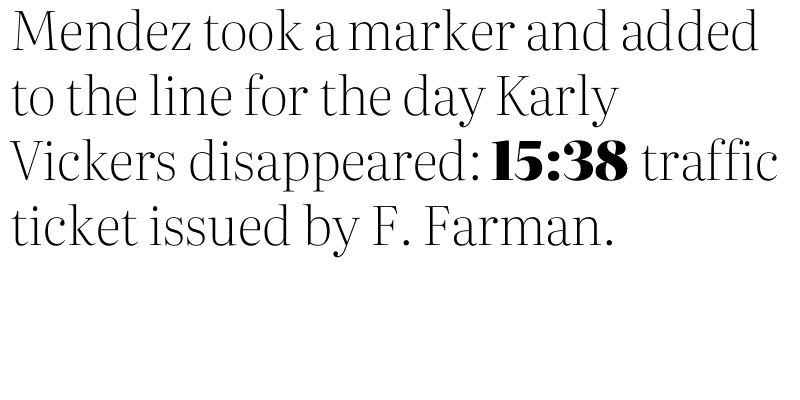 Mendez took a marker and added
to the line for the day Karly
Vickers disappeared: 15:38 traffic
ticket issued by F. Farman.